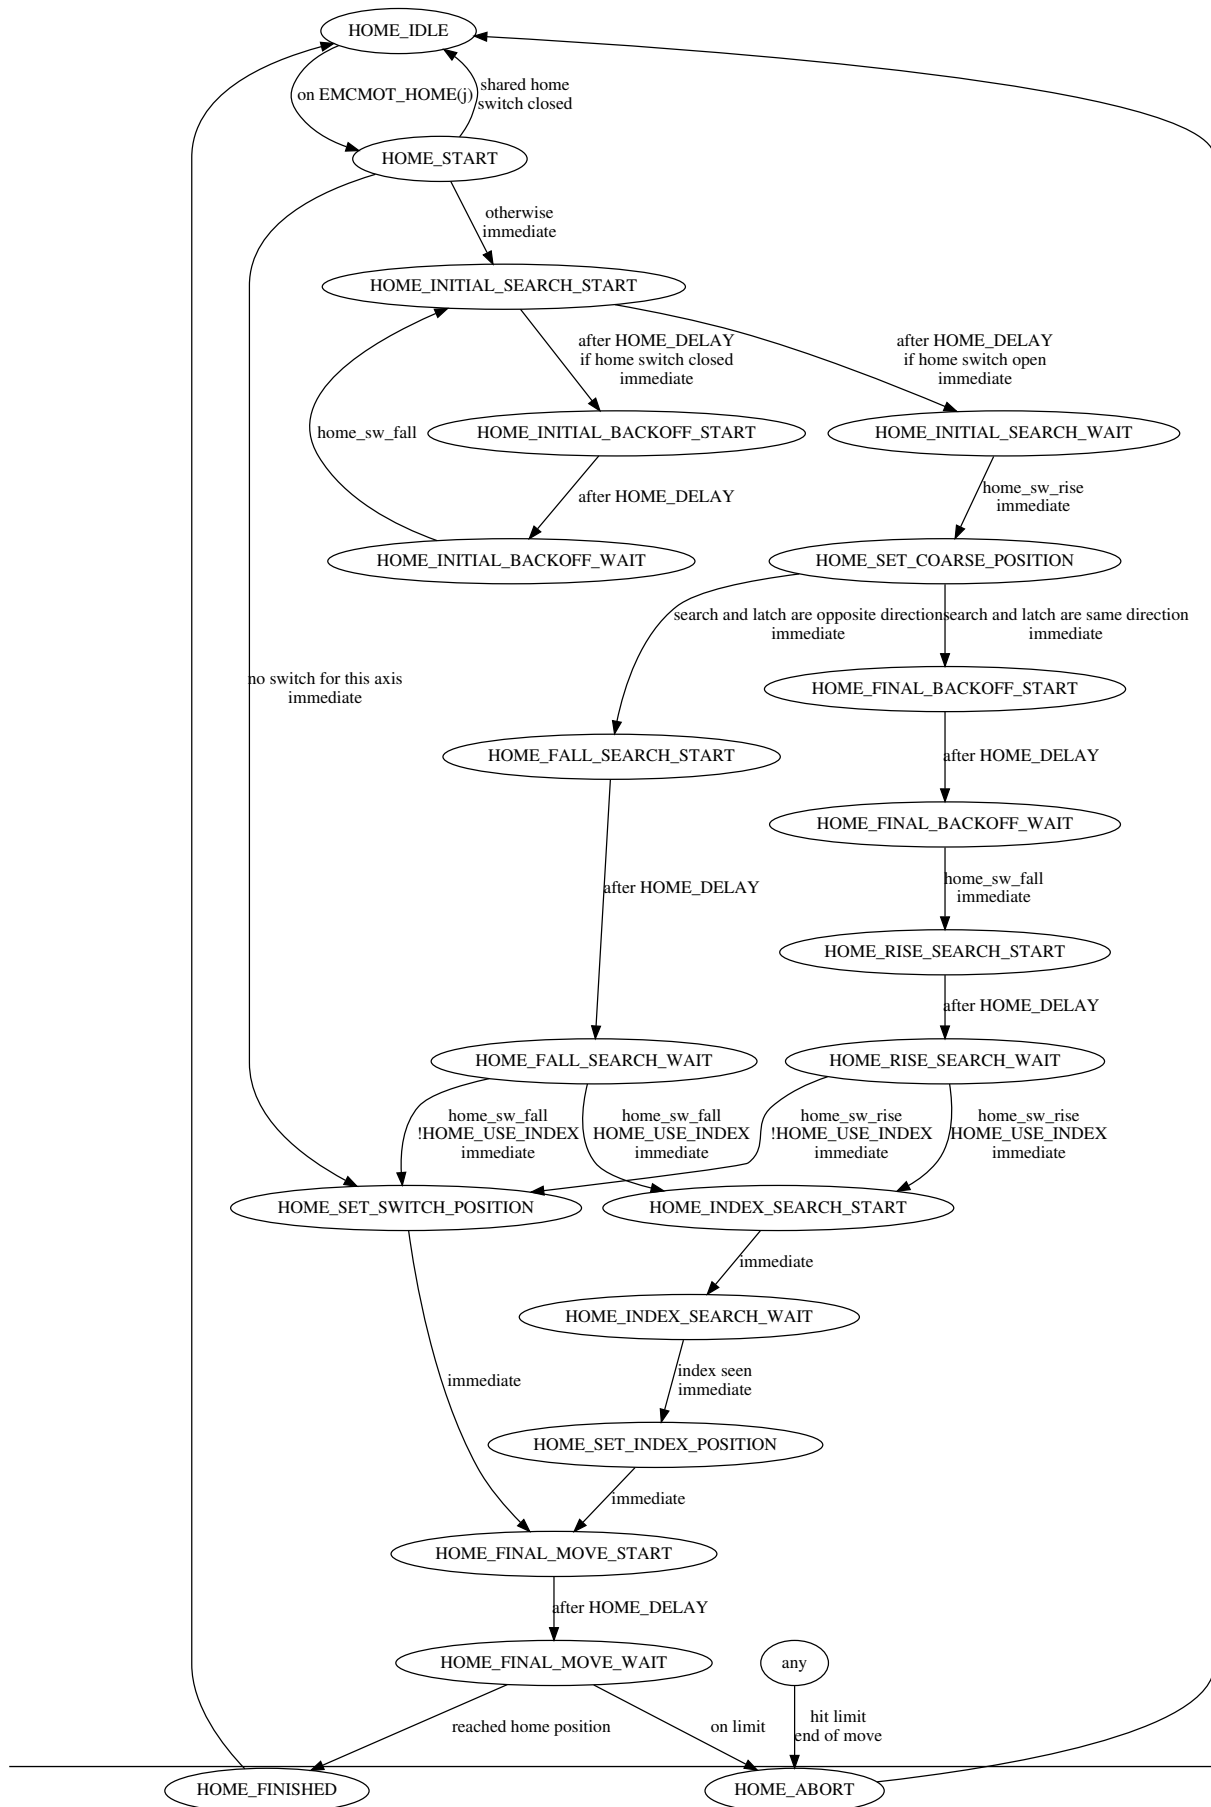 HOME_IDLE
on EMCMOT_HOME(j)
shared home
switch closed
HOME_START
otherwise
immediate
HOME_INITIAL_SEARCH_START
after HOME_DELAY
if home switch closed
immediate
after HOME_DELAY
if home switch open
immediate
home_sw_fall
HOME_INITIAL_BACKOFF_START
HOME_INITIAL_SEARCH_WAIT
after HOME_DELAY
home_sw_rise
immediate
HOME_INITIAL_BACKOFF_WAIT
HOME_SET_COARSE_POSITION
search and latch are opposite direction
immediate
search and latch are same direction
immediate
no switch for this axis
immediate
HOME_FINAL_BACKOFF_START
HOME_FALL_SEARCH_START
after HOME_DELAY
HOME_FINAL_BACKOFF_WAIT
after HOME_DELAY
home_sw_fall
immediate
HOME_RISE_SEARCH_START
after HOME_DELAY
HOME_FALL_SEARCH_WAIT
HOME_RISE_SEARCH_WAIT
home_sw_fall
!HOME_USE_INDEX
immediate
home_sw_fall
HOME_USE_INDEX
immediate
home_sw_rise
!HOME_USE_INDEX
immediate
home_sw_rise
HOME_USE_INDEX
immediate
HOME_SET_SWITCH_POSITION
HOME_INDEX_SEARCH_START
immediate
HOME_INDEX_SEARCH_WAIT
immediate
index seen
immediate
HOME_SET_INDEX_POSITION
immediate
HOME_FINAL_MOVE_START
after HOME_DELAY
HOME_FINAL_MOVE_WAIT
any
reached home position
on limit
hit limit
end of move
HOME_FINISHED
HOME_ABORT